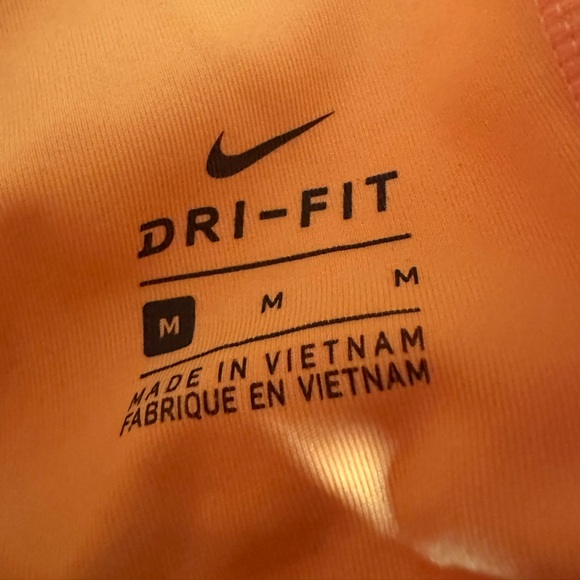 DRI-FIT
M M M
MADE IN VIETNAM
FABRIQUE EN VIETNAM